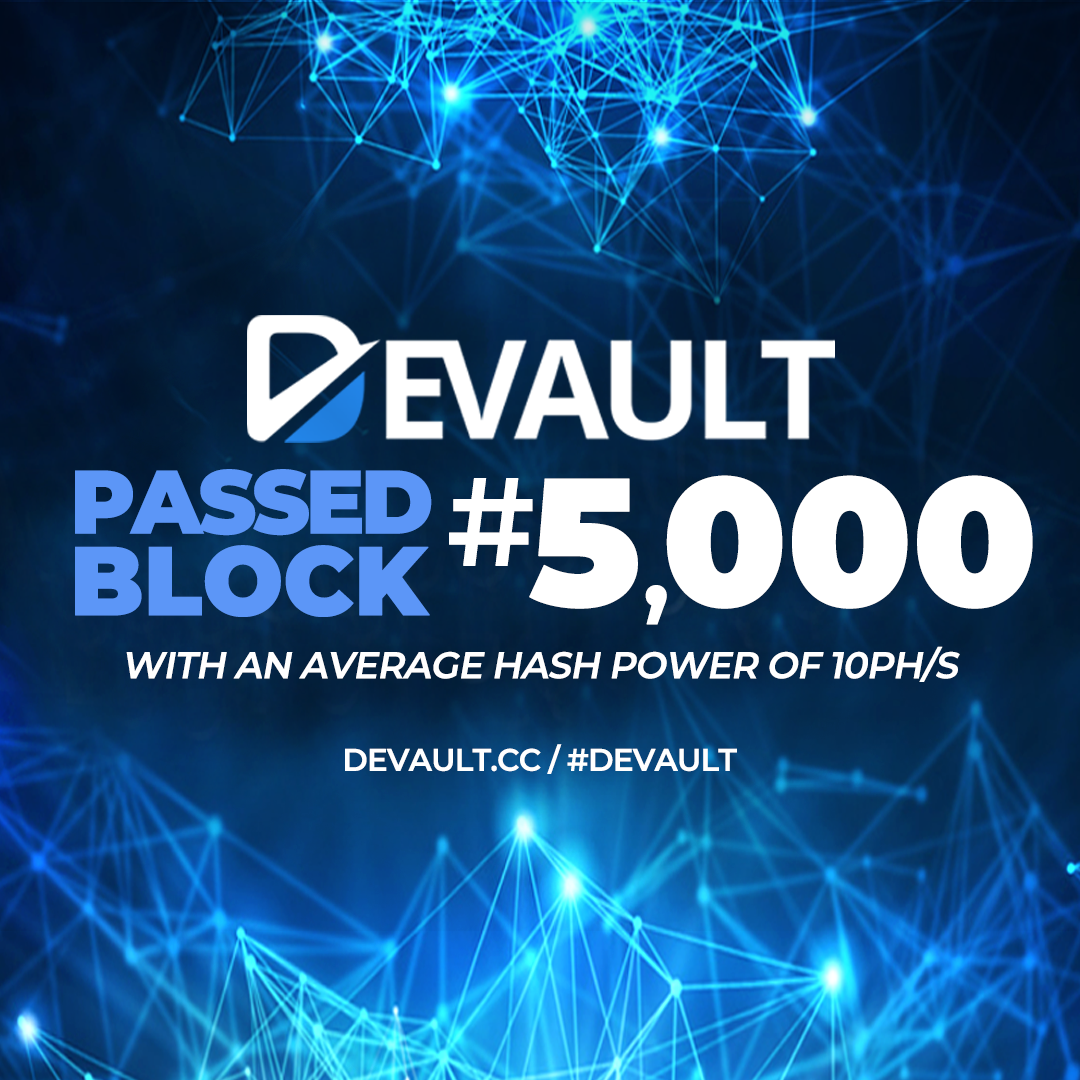 DEVAULT
PASSED
BLOCK
#5,000
WITH AN AVERAGE HASH POWER OF 10PH/S
DEVAULT.CC / #DEVAULT